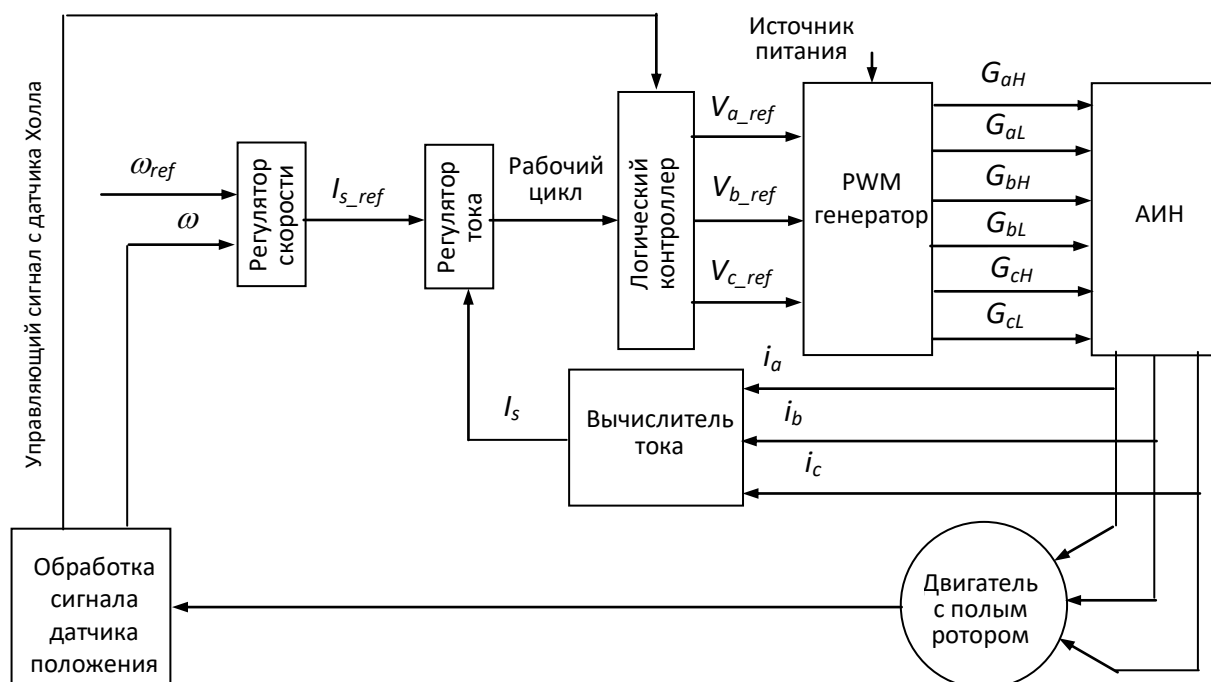 Источник
питания
G_aH
V_a_ref
G_aL
ω_ref
Рабочий
цикл
I_s_ref
V_b_ref
G_bH
ω
G_bL
V_c_ref
G_cH
G_cL
Управляющий сигнал с датчика Холла
Регулятор
скорости
Регулятор
тока
Логический
контроллер
PWM
генератор
АИН
i_a
I_s
Вычислитель
тока
i_b
i_c
Обработка
сигнала
датчика
положения
Двигатель
с полым
ротором